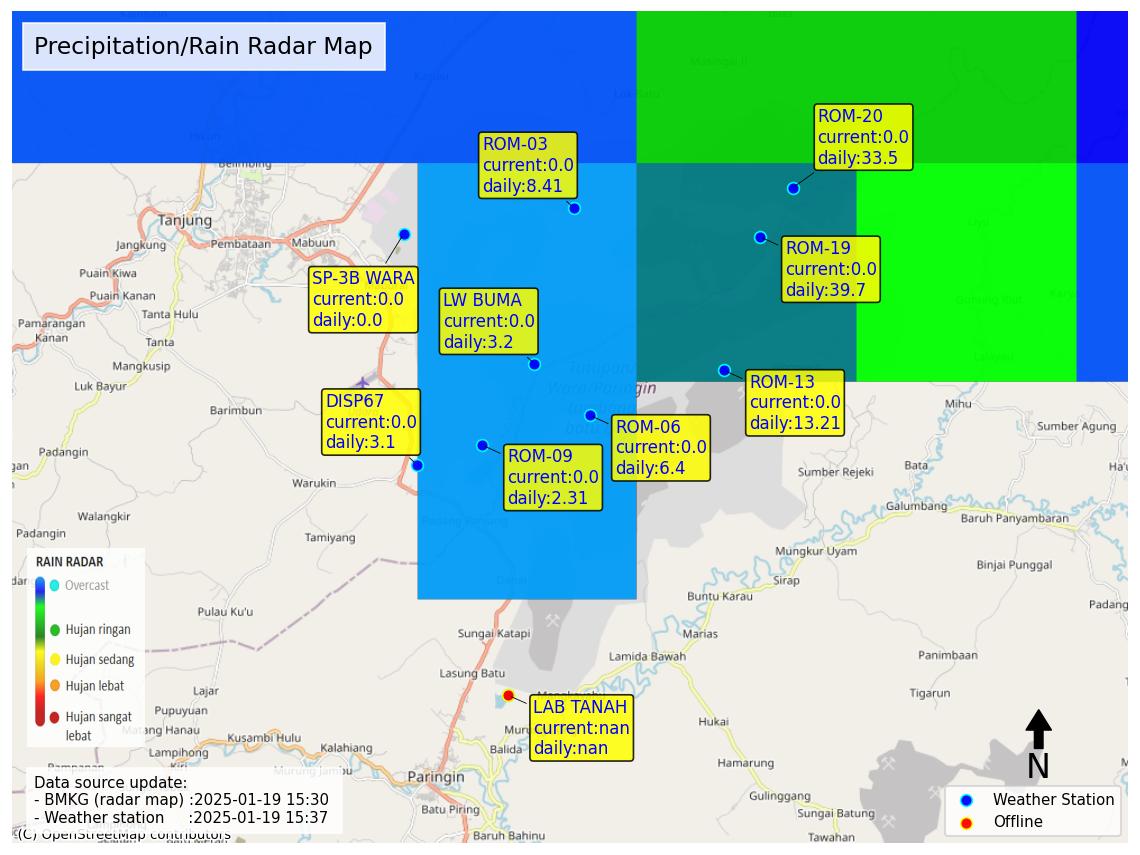 Precipitation/Rain Radar Map
Masingai II
Kapar
ROM-20
current:0.0
daily:33.5
ROM-03
current:0.0
daily:8.41
Belimbing
Tanjung
Jangkung
Pembataan
Mabuun
ROM-19
current:0.0
daily:39.7
Puain Kiwa
Puain Kanan
SP-3B WARA
current:0.0
daily:0.0
LW BUMA
current:0.0
daily:3.2
Tanta Hulu
Pamarangan
Kanan
Tanta
Mangkusip
Luk Bayur
Barimbun
DISP67
current:0.0
daily:3.1
ROM-13
current:0.0
daily:13.21
Mihu
ROM-06
current:0.0
daily:6.4
Sumber Agung
Padangin
ROM-09
current:0.0
daily:2.31
Bata
Sumber Rejeki
Warukin
Galumbang
Baruh Panyambaran
Walangkir
Padangin
Tamiyang
Mungkur Uyam
Binjai Punggal
Sirap
Buntu Karau
Pulau Ku'u
RAIN RADAR
Overcast
Hujan ringan
Hujan sedang
Hujan lebat
Hujan sangat
lebat
Sungai Katapi
Marias
Lamida Bawah
Panimbaan
Lasung Batu
Lajar
Tigarun
Pupuyuan
LAB TANAH
current:nan
daily:nan
Matang Hanau
Kusambi Hulu
Hukai
Lampihong
Kalahiang
Balida
Murung Jambu
Paringin
Hamarung
N
Gulinggang
Batu Piring
Sungai Batung
Baruh Bahinu
Tawahan
Data source update:
- BMKG (radar map) :2025-01-19 15:30
- Weather station :2025-01-19 15:37
(C) OpenStreetMap contributors
Weather Station
Offline